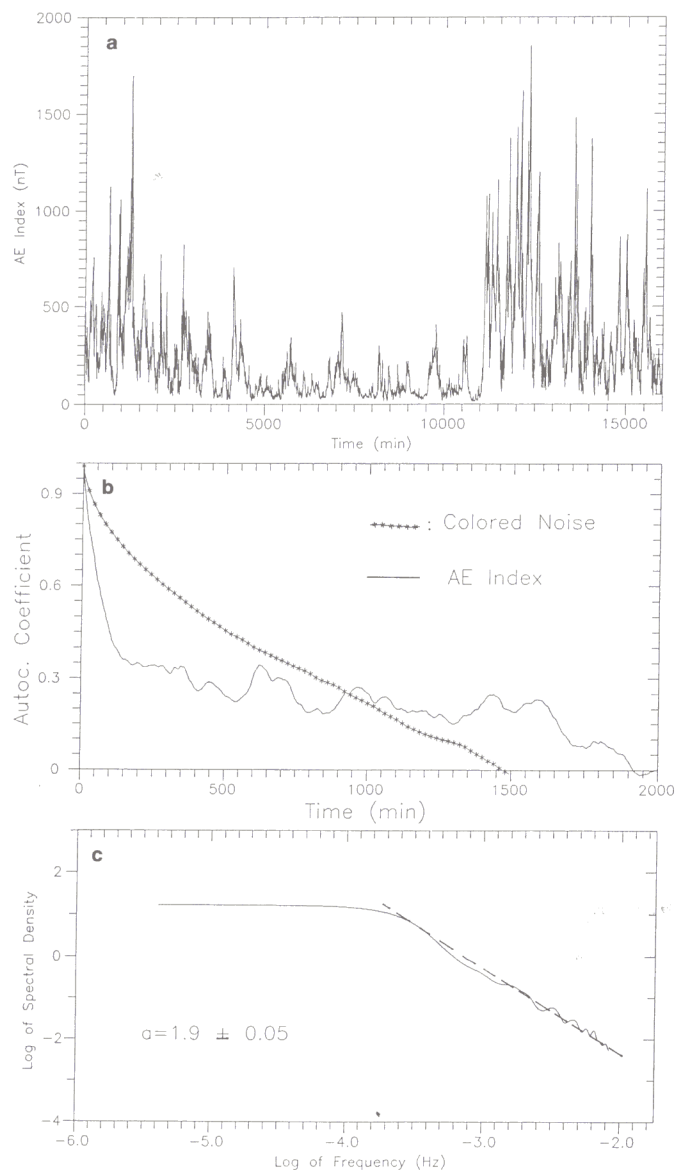 2000
a
1500
1000
500
0
AE Index (nT)
0 5000 10000 15000
Time (min)
b
0.9
0.6
0.3
0
Autoc. Coefficient
: Colored Noise
AE Index
0 500 1000 1500 2000
Time (min)
c
2
0
-2
-4
Log of Spectral Density
a=1.9 ± 0.05
-6.0 -5.0 -4.0 -3.0 -2.0
Log of Frequency (Hz)